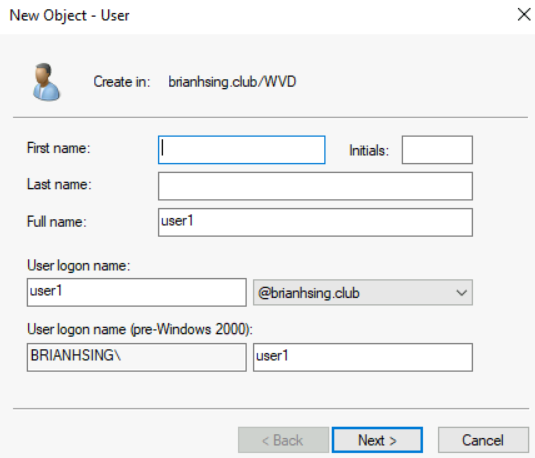 New Object - User
Create in: brianhsing.club/WVD
First name:
Initials:
Last name:
Full name: user1
User logon name:
user1 @brianhsing.club
User logon name (pre-Windows 2000):
BRIANHSING\ user1
< Back Next > Cancel